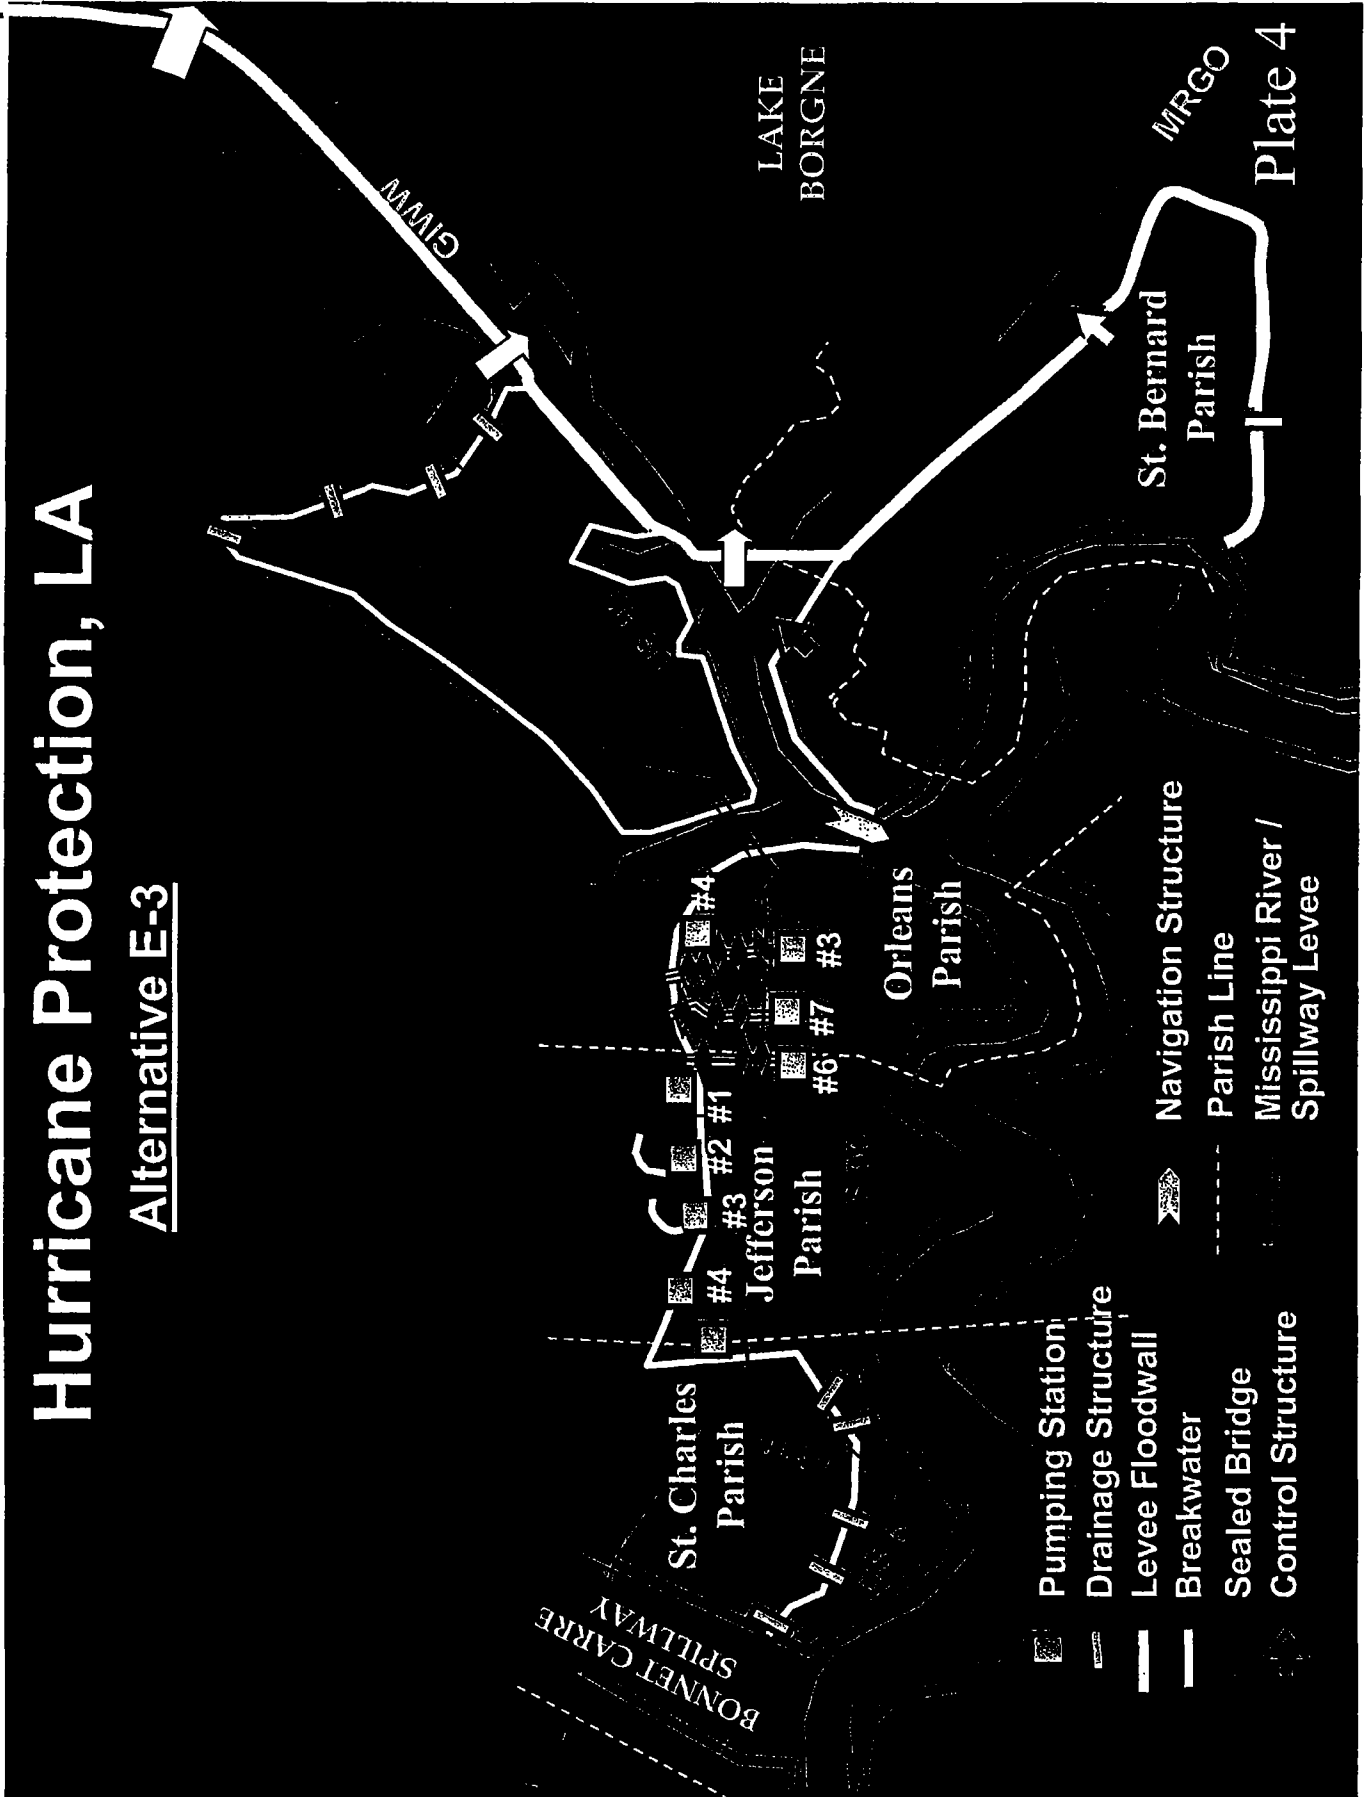 Hurricane Protection, LA
Alternative E-3
GIWW
LAKE
BORGNE
MRGO
BONNET CARRE
SPILLWAY
St. Charles
Parish
Jefferson
Parish
Orleans
Parish
St. Bernard
Parish
#4
#3
#2
#1
#6
#7
#3
#4
Pumping Station
Drainage Structure
Levee Floodwall
Breakwater
Sealed Bridge
Control Structure
Navigation Structure
Parish Line
Mississippi River /
Spillway Levee
Plate 4